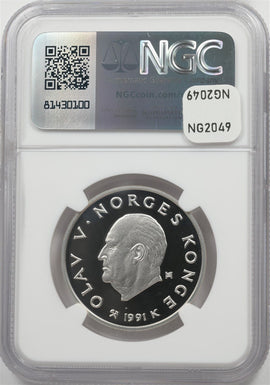 NGC
NGCcoin.com
81430100
NG2049
NG2049
OLAV V · NORGES KONGE
1991 K